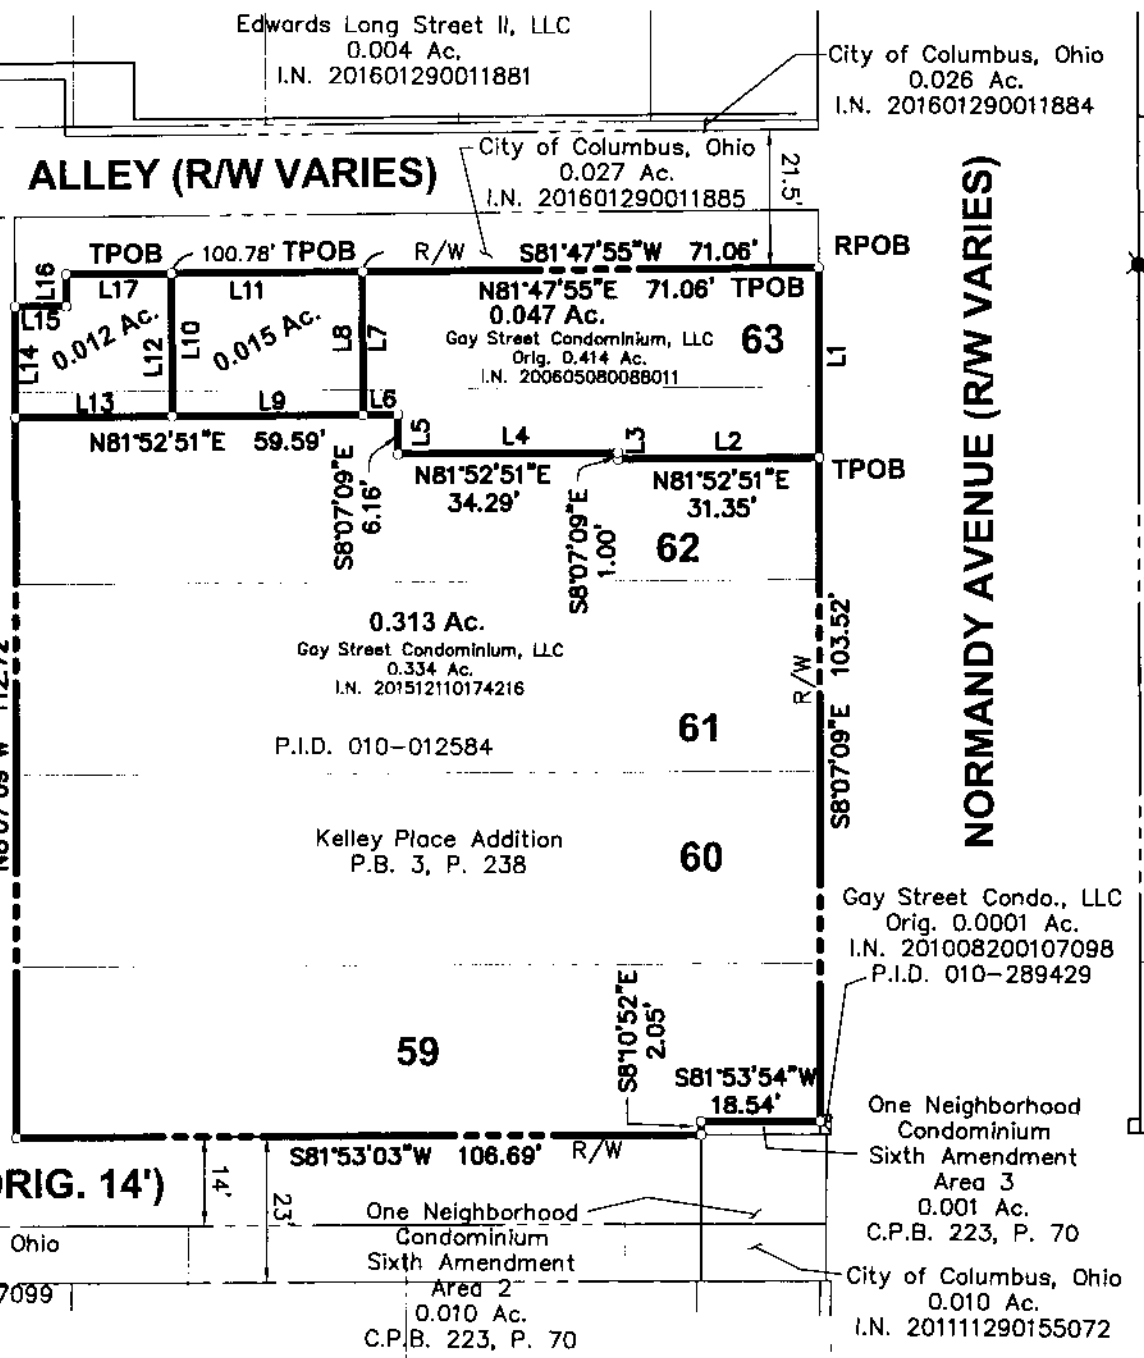 Edwards Long Street II, LLC
0.004 Ac.
I.N. 201601290011881
City of Columbus, Ohio
0.026 Ac.
I.N. 201601290011884
City of Columbus, Ohio
0.027 Ac.
I.N. 201601290011885
21.5'
ALLEY (R/W VARIES)
TPOB
100.78'
TPOB
R/W
S81°47'55"W 71.06'
RPOB
N81°47'55"E 71.06' TPOB
L16
L17
L11
L15
0.012 Ac.
0.015 Ac.
L14
L12
L10
L8
L7
0.047 Ac.
Gay Street Condominium, LLC
Orig. 0.414 Ac.
I.N. 200605080088011
63
L1
L13
L9
L6
L5
L4
L3
L2
N81°52'51"E 59.59'
S8°07'09"E
6.16'
N81°52'51"E
34.29'
S8°07'09"E
1.00'
N81°52'51"E
31.35'
TPOB
62
NORMANDY AVENUE (R/W VARIES)
0.313 Ac.
Gay Street Condominium, LLC
0.334 Ac.
I.N. 201512110174216
P.I.D. 010-012584
61
R/W
S8°07'09"E 103.52'
N8°07'09"W 112.72'
Kelley Place Addition
P.B. 3, P. 238
60
Gay Street Condo., LLC
Orig. 0.0001 Ac.
I.N. 201008200107098
P.I.D. 010-289429
59
S8°10'52"E
2.05'
S81°53'54"W
18.54'
One Neighborhood
Condominium
Sixth Amendment
Area 3
0.001 Ac.
C.P.B. 223, P. 70
S81°53'03"W 106.69'
R/W
RIG. 14')
14'
23'
Ohio
7099
One Neighborhood
Condominium
Sixth Amendment
Area 2
0.010 Ac.
C.P.B. 223, P. 70
City of Columbus, Ohio
0.010 Ac.
I.N. 201111290155072